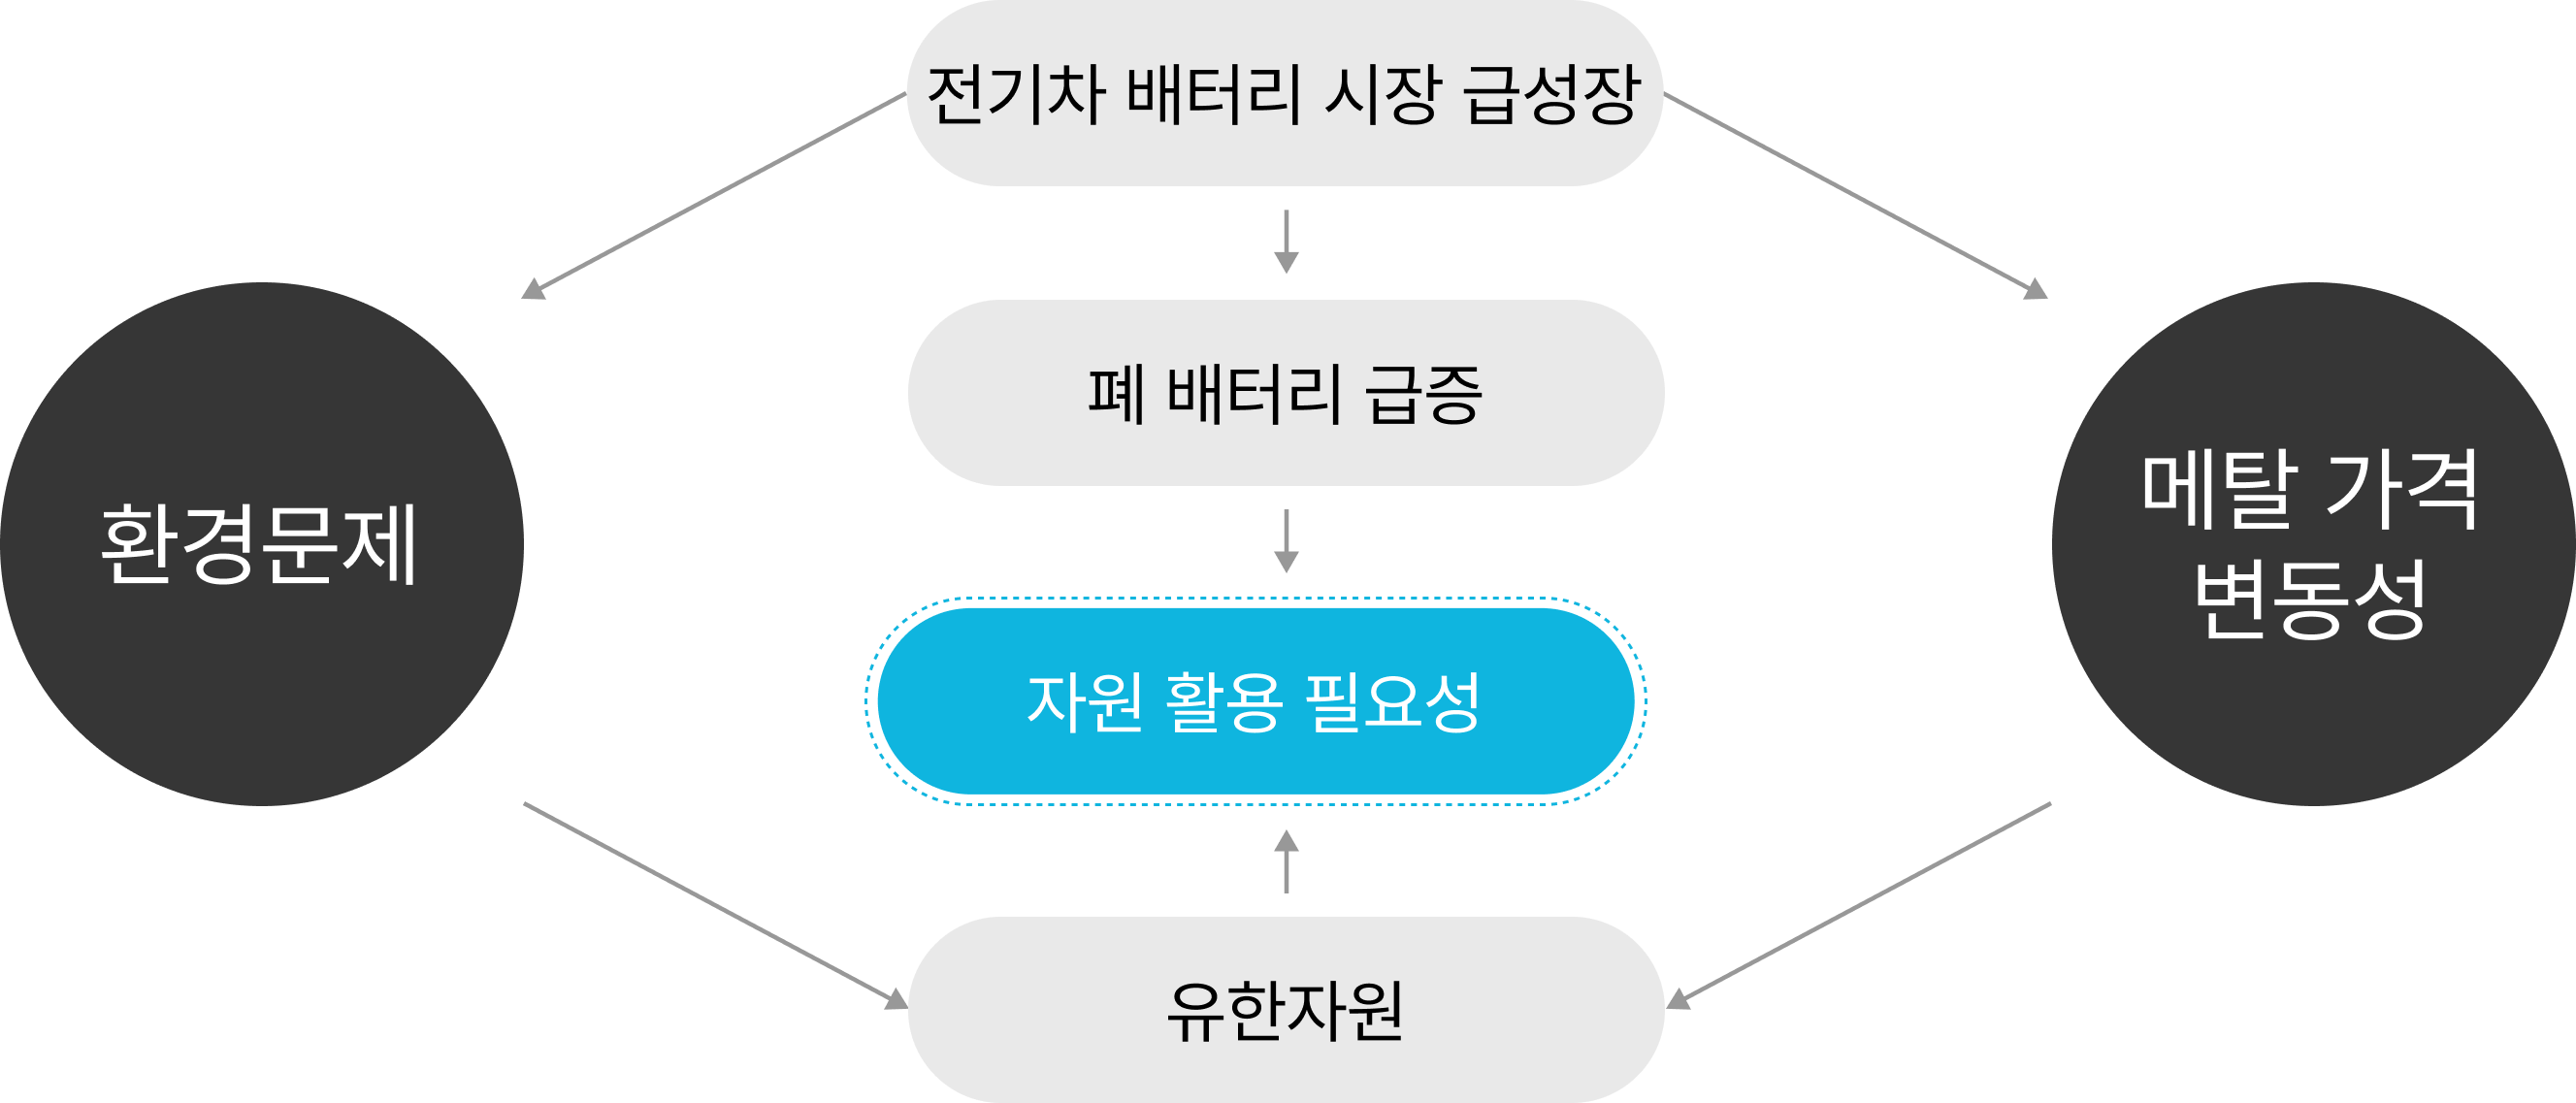 전기차 배터리 시장 급성장
폐 배터리 급증
환경문제
메탈 가격
변동성
자원 활용 필요성
유한자원